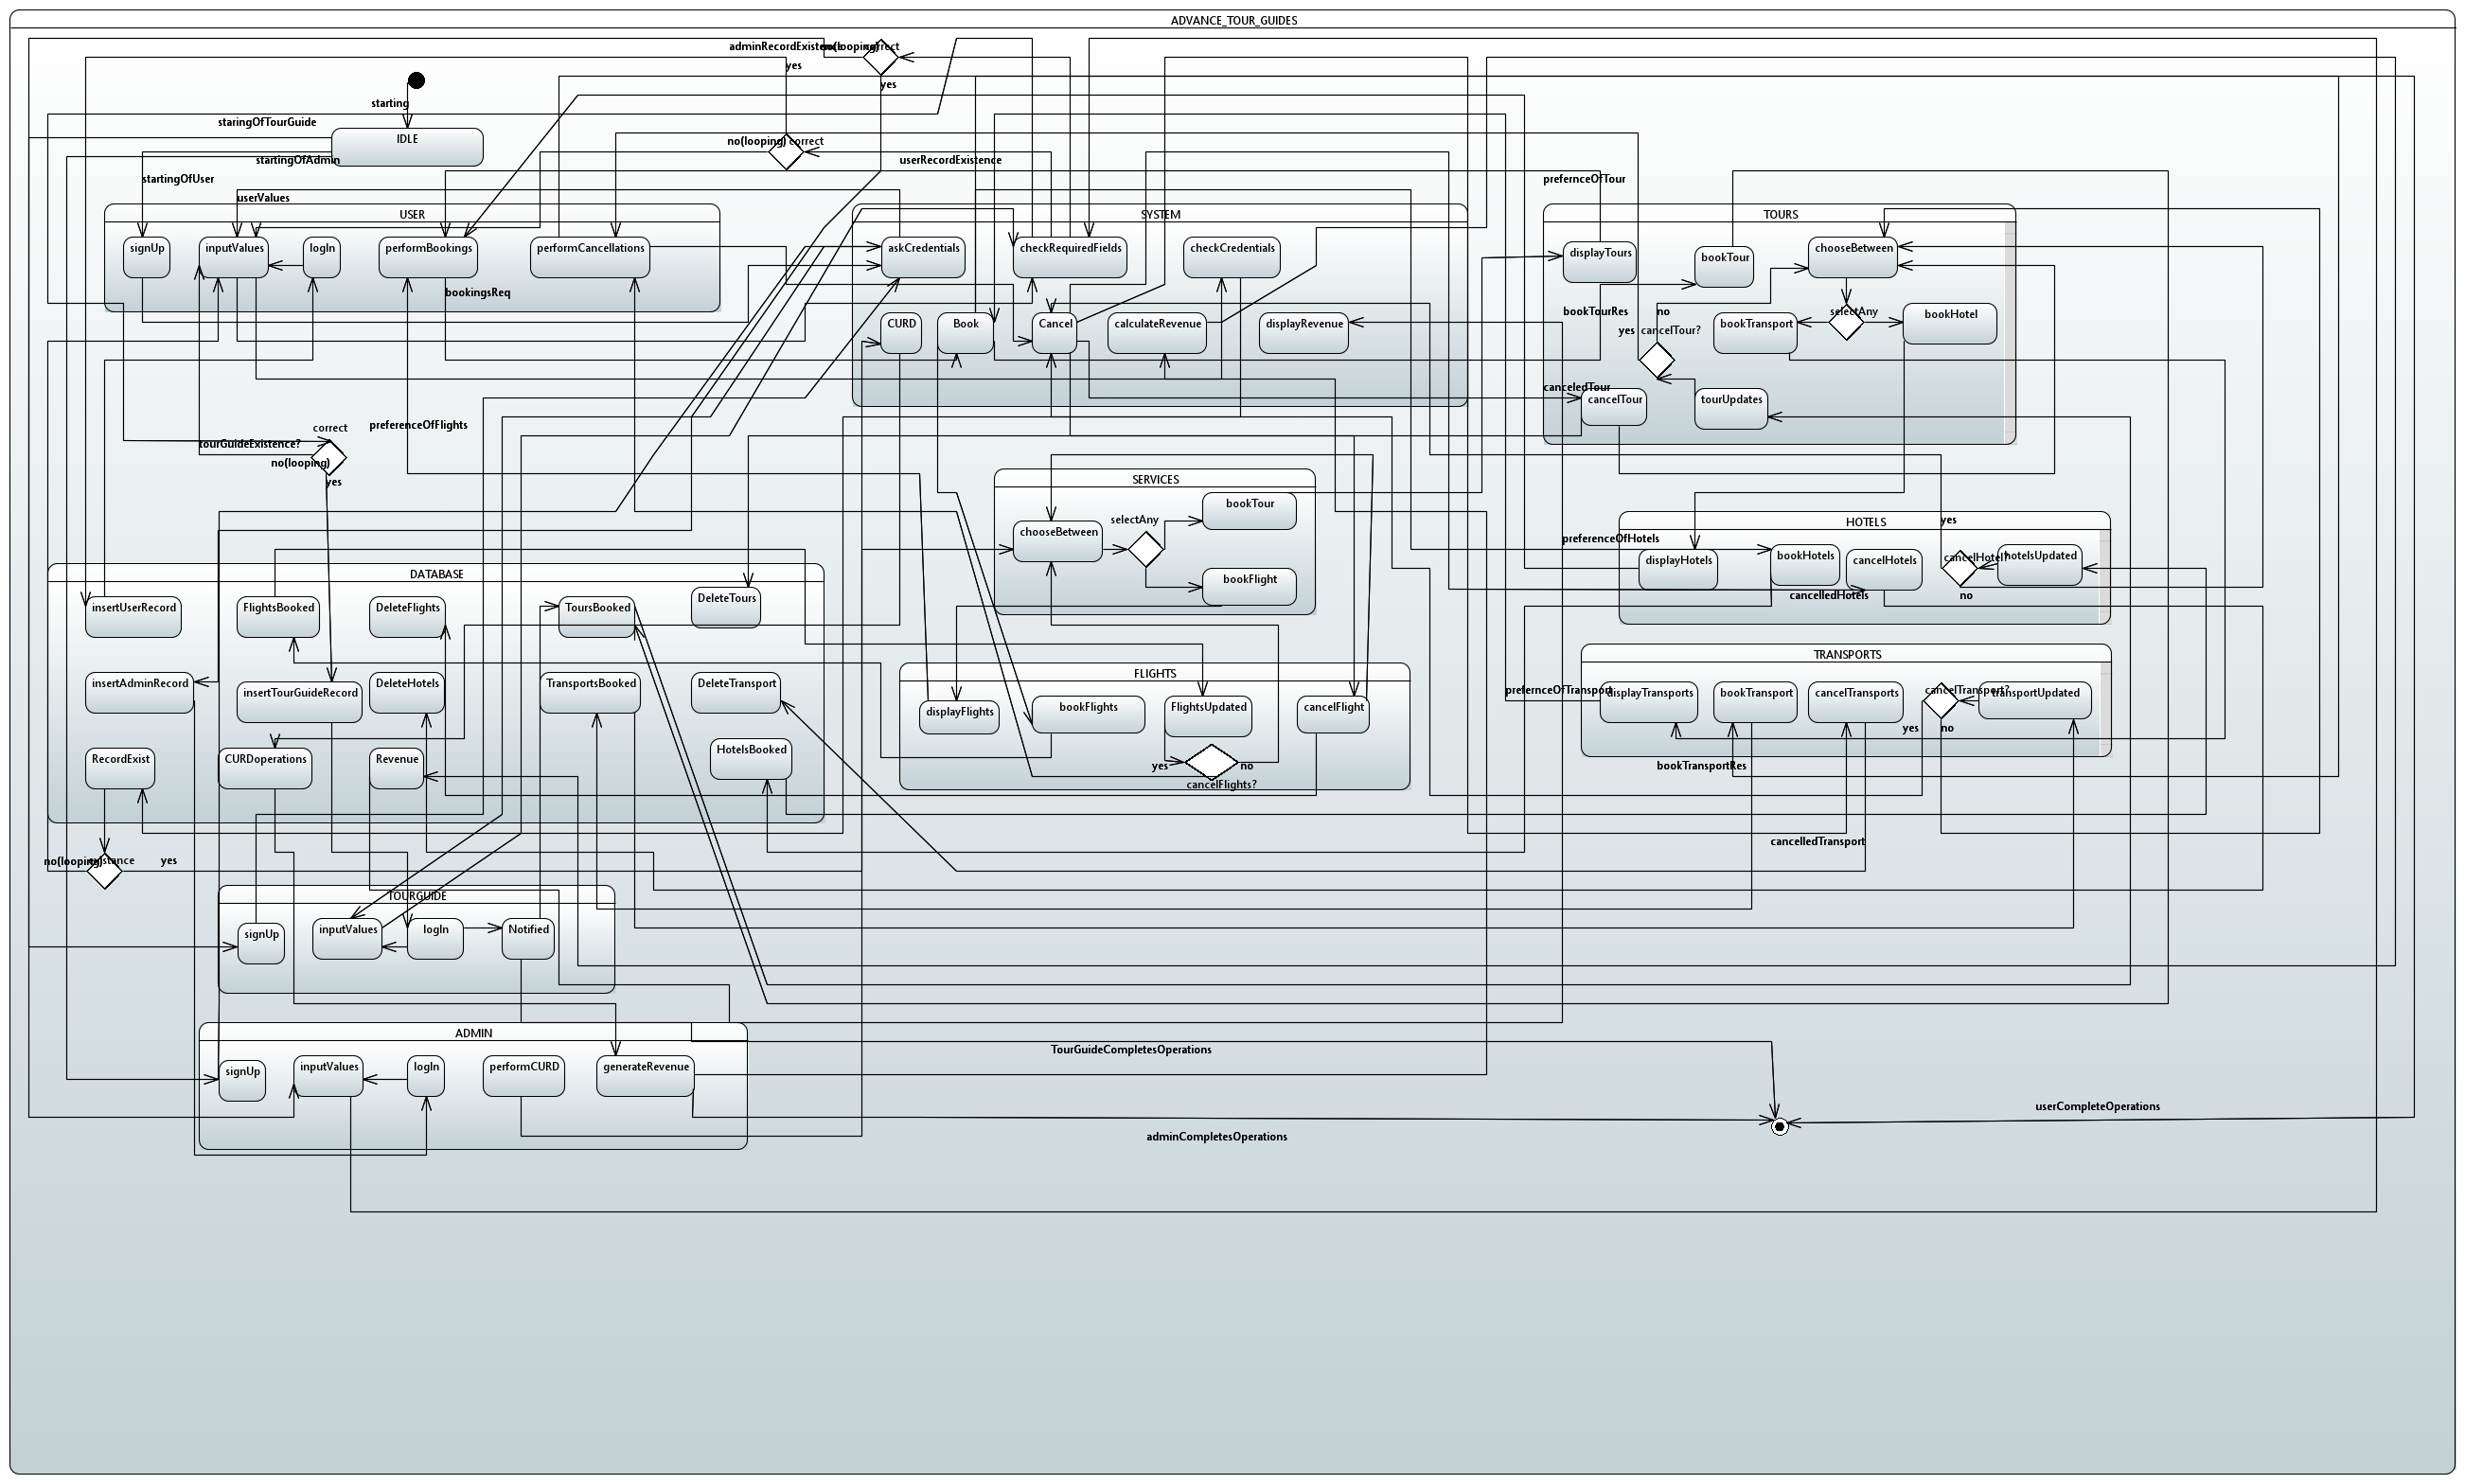 ADVANCE_TOUR_GUIDES
adminRecordExistence
no(looping)
correct
yes
yes
starting
staringOfTourGuide
IDLE
no(looping)
correct
startingOfAdmin
userRecordExistence
startingOfUser
prefernceOfTour
userValues
USER
SYSTEM
TOURS
signUp
inputValues
logIn
performBookings
performCancellations
askCredentials
checkRequiredFields
checkCredentials
displayTours
bookTour
chooseBetween
bookingsReq
bookTourRes
no
selectAny
CURD
Book
Cancel
calculateRevenue
displayRevenue
yes
cancelTour?
bookTransport
bookHotel
canceledTour
cancelTour
tourUpdates
preferenceOfFlights
correct
tourGuideExistence?
no(looping)
yes
SERVICES
bookTour
selectAny
chooseBetween
bookFlight
HOTELS
yes
preferenceOfHotels
displayHotels
bookHotels
cancelHotels
cancelHotel?
hotelsUpdated
cancelledHotels
no
DATABASE
insertUserRecord
FlightsBooked
DeleteFlights
ToursBooked
DeleteTours
insertAdminRecord
insertTourGuideRecord
DeleteHotels
TransportsBooked
DeleteTransport
FLIGHTS
displayFlights
bookFlights
FlightsUpdated
cancelFlight
TRANSPORTS
prefernceOfTransport
displayTransports
bookTransport
cancelTransports
cancelTransport?
transportUpdated
yes
no
RecordExist
CURDoperations
Revenue
HotelsBooked
yes
no
cancelFlights?
bookTransportRes
cancelledTransport
no(looping)
yes
TOURGUIDE
signUp
inputValues
logIn
Notified
ADMIN
TourGuideCompletesOperations
signUp
inputValues
logIn
performCURD
generateRevenue
userCompleteOperations
adminCompletesOperations